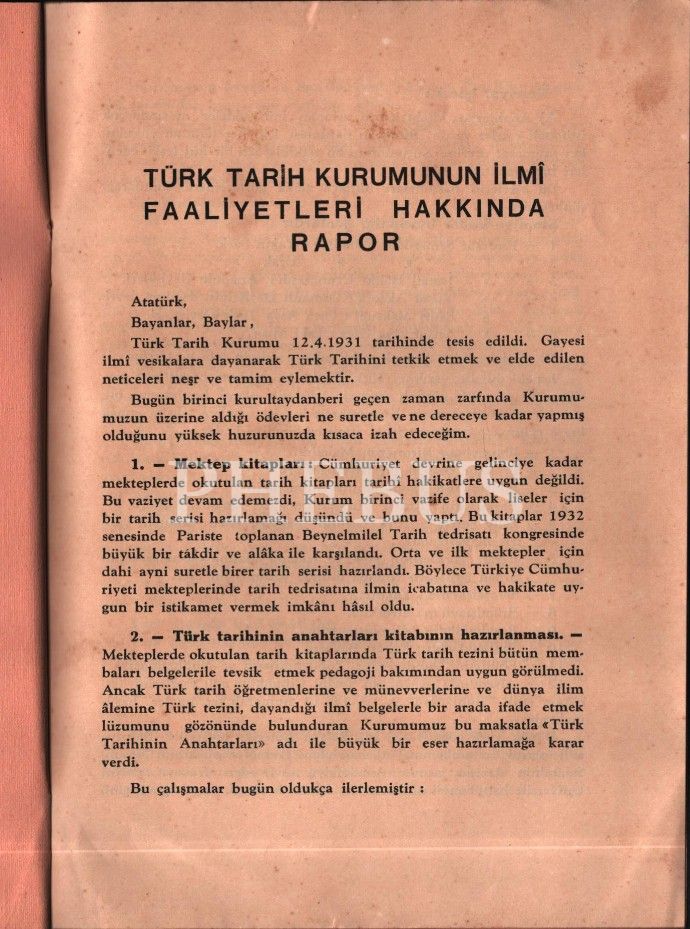 TÜRK TARİH KURUMUNUN İLMÎ
FAALİYETLERİ HAKKINDA
RAPOR
Atatürk,
Bayanlar, Baylar,
Türk Tarih Kurumu 12.4.1931 tarihinde tesis edildi. Gayesi
ilmî vesikalara dayanarak Türk Tarihini tetkik etmek ve elde edilen
neticeleri neşr ve tamim eylemektir.
Bugün birinci kurultaydanberi geçen zaman zarfında Kurumu-
muzun üzerine aldığı ödevleri ne suretle ve ne dereceye kadar yapmış
olduğunu yüksek huzurunuzda kısaca izah edeceğim.
1. — Mektep kitapları: Cümhuriyet devrine gelinciye kadar
mekteplerde okutulan tarih kitapları tarihî hakikatlere uygun değildi.
Bu vaziyet devam edemezdi, Kurum birinci vazife olarak liseler için
bir tarih serisi hazırlamağı düşündü ve bunu yaptı. Bu kitaplar 1932
senesinde Pariste toplanan Beynelmilel Tarih tedrisatı kongresinde
büyük bir tákdir ve alâka ile karşılandı. Orta ve ilk mektepler için
dahi ayni suretle birer tarih serisi hazırlandı. Böylece Türkiye Cümhu-
riyeti mekteplerinde tarih tedrisatına ilmin icabatına ve hakikate uy-
gun bir istikamet vermek imkânı hâsıl oldu.
2. — Türk tarihinin anahtarları kitabının hazırlanması. —
Mekteplerde okutulan tarih kitaplarında Türk tarih tezini bütün mem-
baları belgelerile tevsik etmek pedagoji bakımından uygun görülmedi.
Ancak Türk tarih öğretmenlerine ve münevverlerine ve dünya ilim
âlemine Türk tezini, dayandığı ilmî belgelerle bir arada ifade etmek
lüzumunu gözönünde bulunduran Kurumumuz bu maksatla «Türk
Tarihinin Anahtarları» adı ile büyük bir eser hazırlamağa karar
verdi.
Bu çalışmalar bugün oldukça ilerlemiştir :